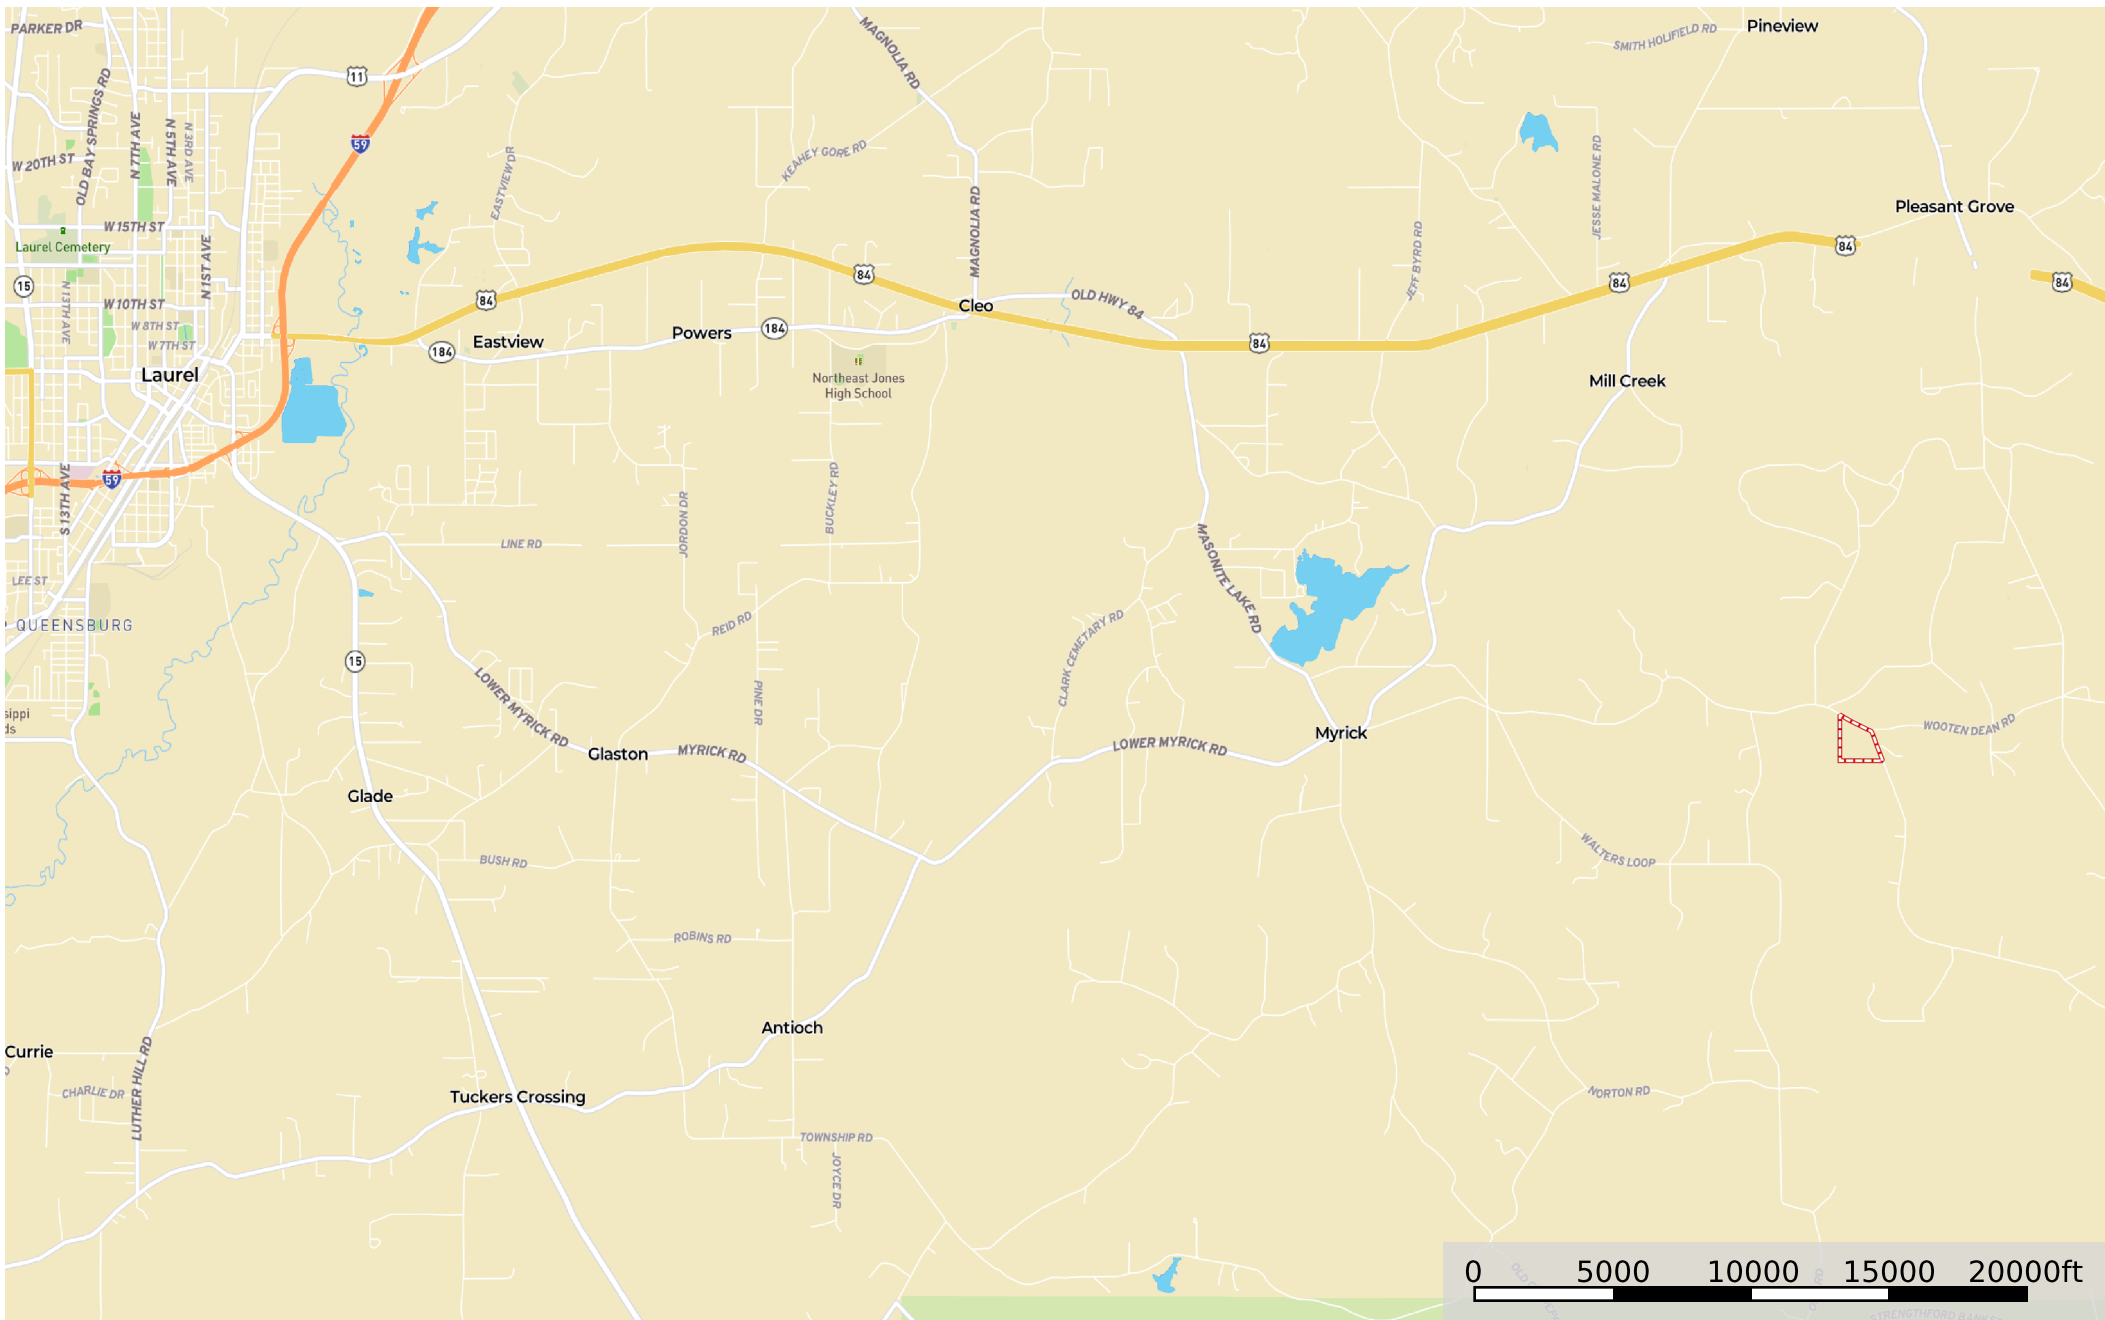 PARKER DR
OLD BAY SPRINGS RD
N 7TH AVE
N 5TH AVE
N 3RD AVE
11
59
MAGNOLIA RD
SMITH HOLIFIELD RD
Pineview
W 20TH ST
EASTVIEW DR
KEAHEY GORE RD
JESSE MALONE RD
Laurel Cemetery
W 15TH ST
N 1ST AVE
MAGNOLIA RD
JEFF BYRD RD
Pleasant Grove
84
15
N 13TH AVE
W 10TH ST
W 8TH ST
W 7TH ST
84
84
Cleo
OLD HWY 84
84
84
84
Eastview
184
Powers
184
Northeast Jones
High School
Laurel
Mill Creek
59
S 13TH AVE
LINE RD
JORDON DR
BUCKLEY RD
MASONITE LAKE RD
LEE ST
QUEENSBURG
REID RD
CLARK CEMETARY RD
15
LOWER MYRICK RD
PINE DR
sippi
ds
Glaston
MYRICK RD
LOWER MYRICK RD
Myrick
WOOTEN DEAN RD
Glade
BUSH RD
WALTERS LOOP
ROBINS RD
Antioch
Currie
CHARLIE DR
LUTHER HILL RD
Tuckers Crossing
NORTON RD
TOWNSHIP RD
JOYCE DR
0 5000 10000 15000 20000ft